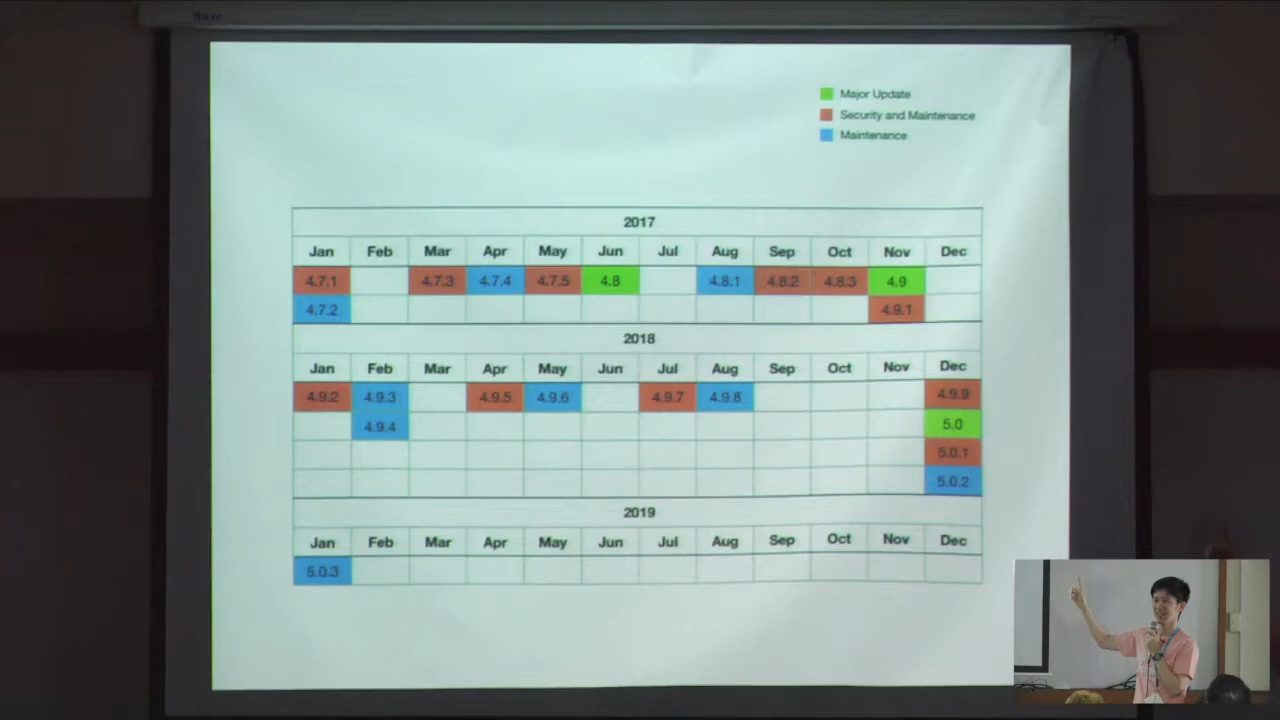 Major Update
Security and Maintenance
Maintenance
2017
Jan Feb Mar Apr May Jun Jul Aug Sep Oct Nov Dec
4.7.1 4.7.3 4.7.4 4.7.5 4.8 4.8.1 4.8.2 4.8.3 4.9
4.7.2 4.9.1
2018
Jan Feb Mar Apr May Jun Jul Aug Sep Oct Nov Dec
4.9.2 4.9.3 4.9.5 4.9.6 4.9.7 4.9.8 4.9.9
4.9.4 5.0
5.0.1
5.0.2
2019
Jan Feb Mar Apr May Jun Jul Aug Sep Oct Nov Dec
5.0.3